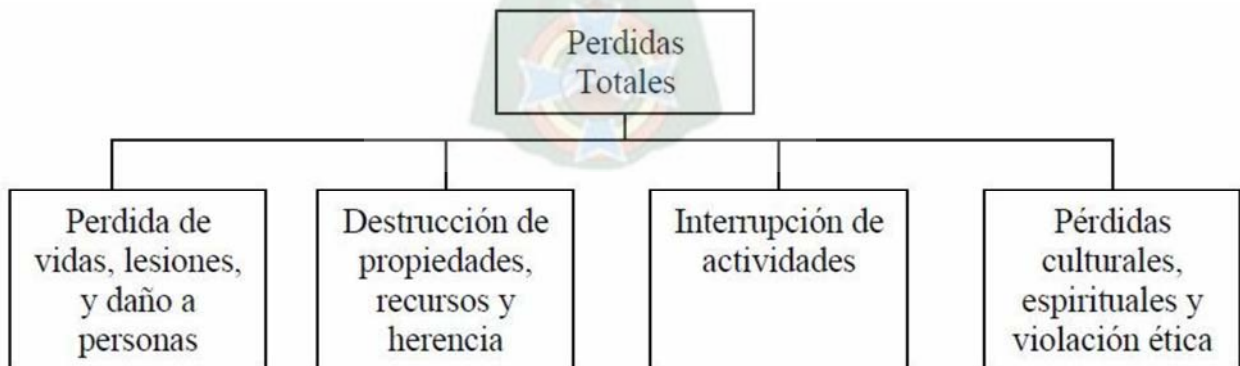 Perdidas
Totales
Perdida de
vidas, lesiones,
y daño a
personas
Destrucción de
propiedades,
recursos y
herencia
Interrupción de
actividades
Pérdidas
culturales,
espirituales y
violación ética